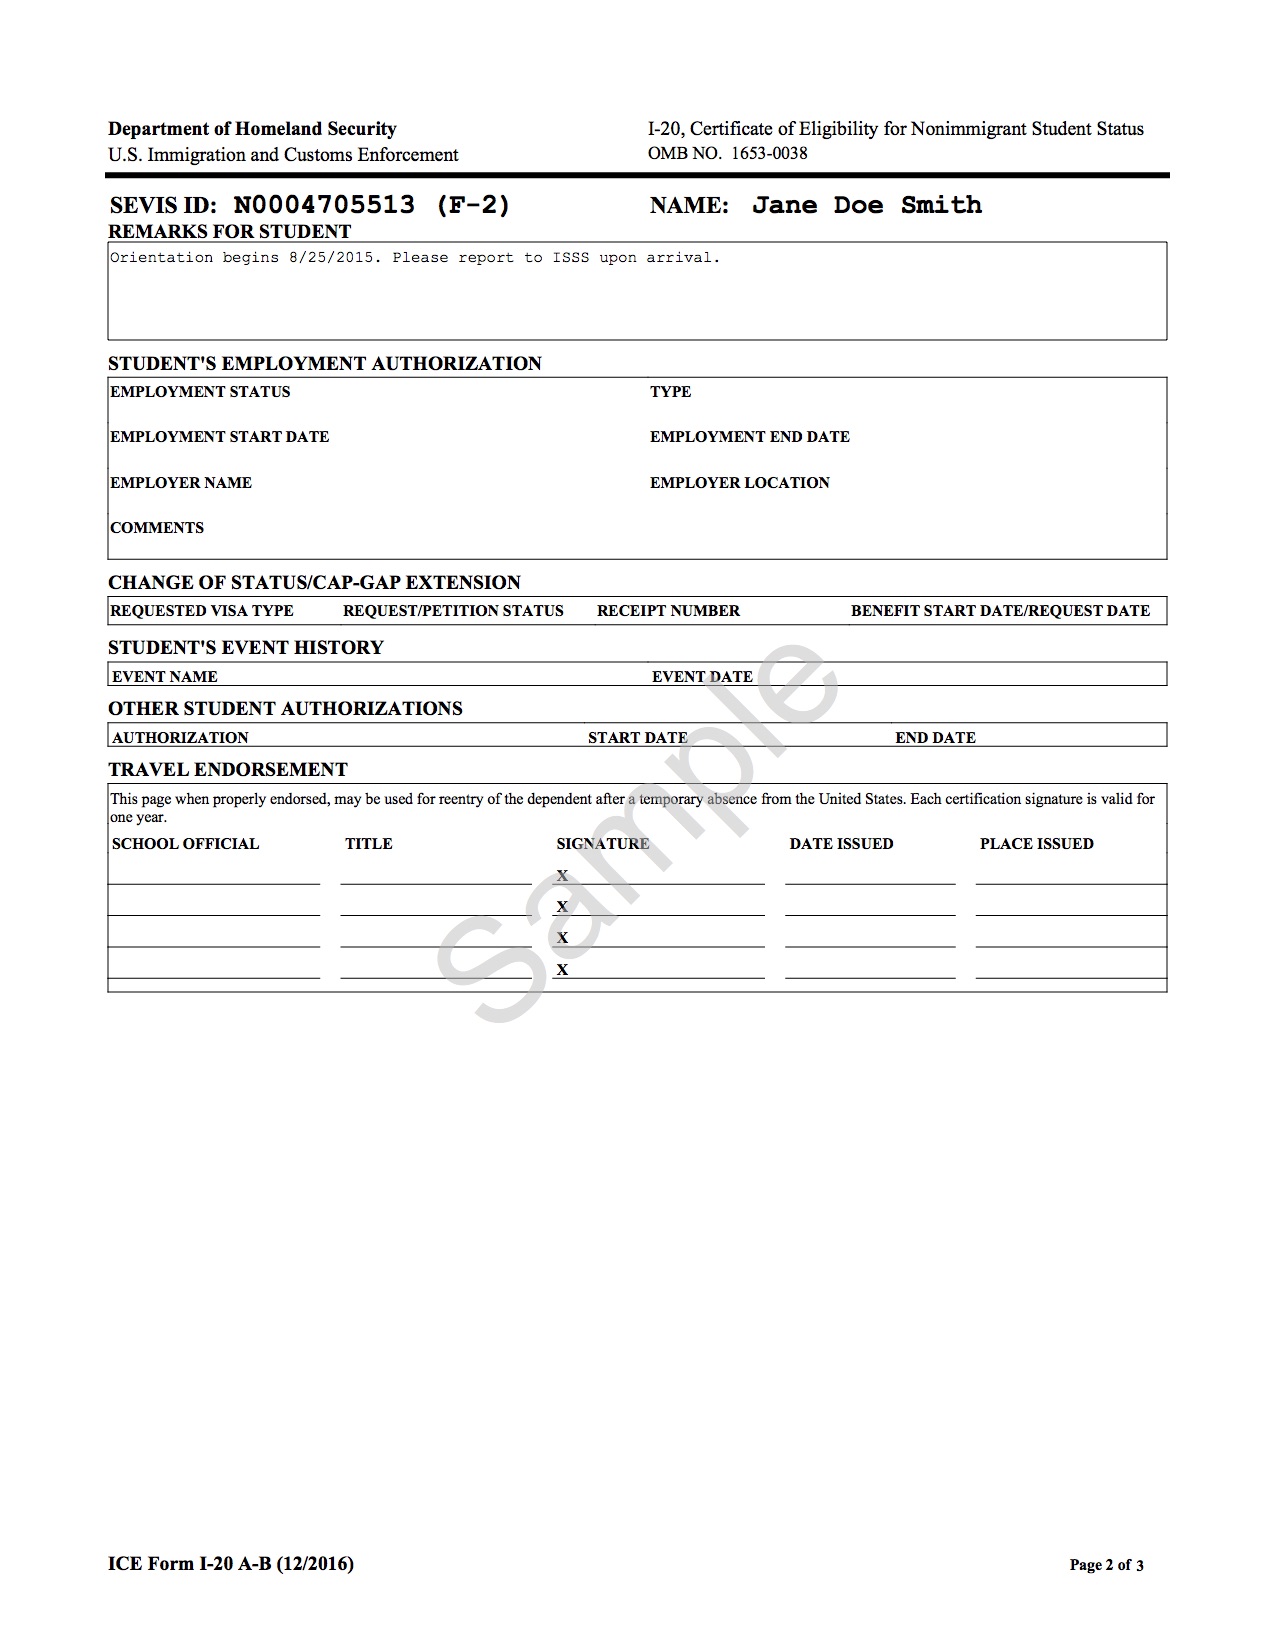 Department of Homeland Security
U.S. Immigration and Customs Enforcement
I-20, Certificate of Eligibility for Nonimmigrant Student Status
OMB NO. 1653-0038
SEVIS ID: N0004705513 (F-2) NAME: Jane Doe Smith
REMARKS FOR STUDENT
Orientation begins 8/25/2015. Please report to ISSS upon arrival.
STUDENT'S EMPLOYMENT AUTHORIZATION
EMPLOYMENT STATUS TYPE
EMPLOYMENT START DATE EMPLOYMENT END DATE
EMPLOYER NAME EMPLOYER LOCATION
COMMENTS
CHANGE OF STATUS/CAP-GAP EXTENSION
REQUESTED VISA TYPE REQUEST/PETITION STATUS RECEIPT NUMBER BENEFIT START DATE/REQUEST DATE
STUDENT'S EVENT HISTORY
EVENT NAME EVENT DATE
OTHER STUDENT AUTHORIZATIONS
AUTHORIZATION START DATE END DATE
TRAVEL ENDORSEMENT
This page when properly endorsed, may be used for reentry of the dependent after a temporary absence from the United States. Each certification signature is valid for
one year.
SCHOOL OFFICIAL TITLE SIGNATURE DATE ISSUED PLACE ISSUED
X
X
X
X
Sample
ICE Form I-20 A-B (12/2016) Page 2 of 3